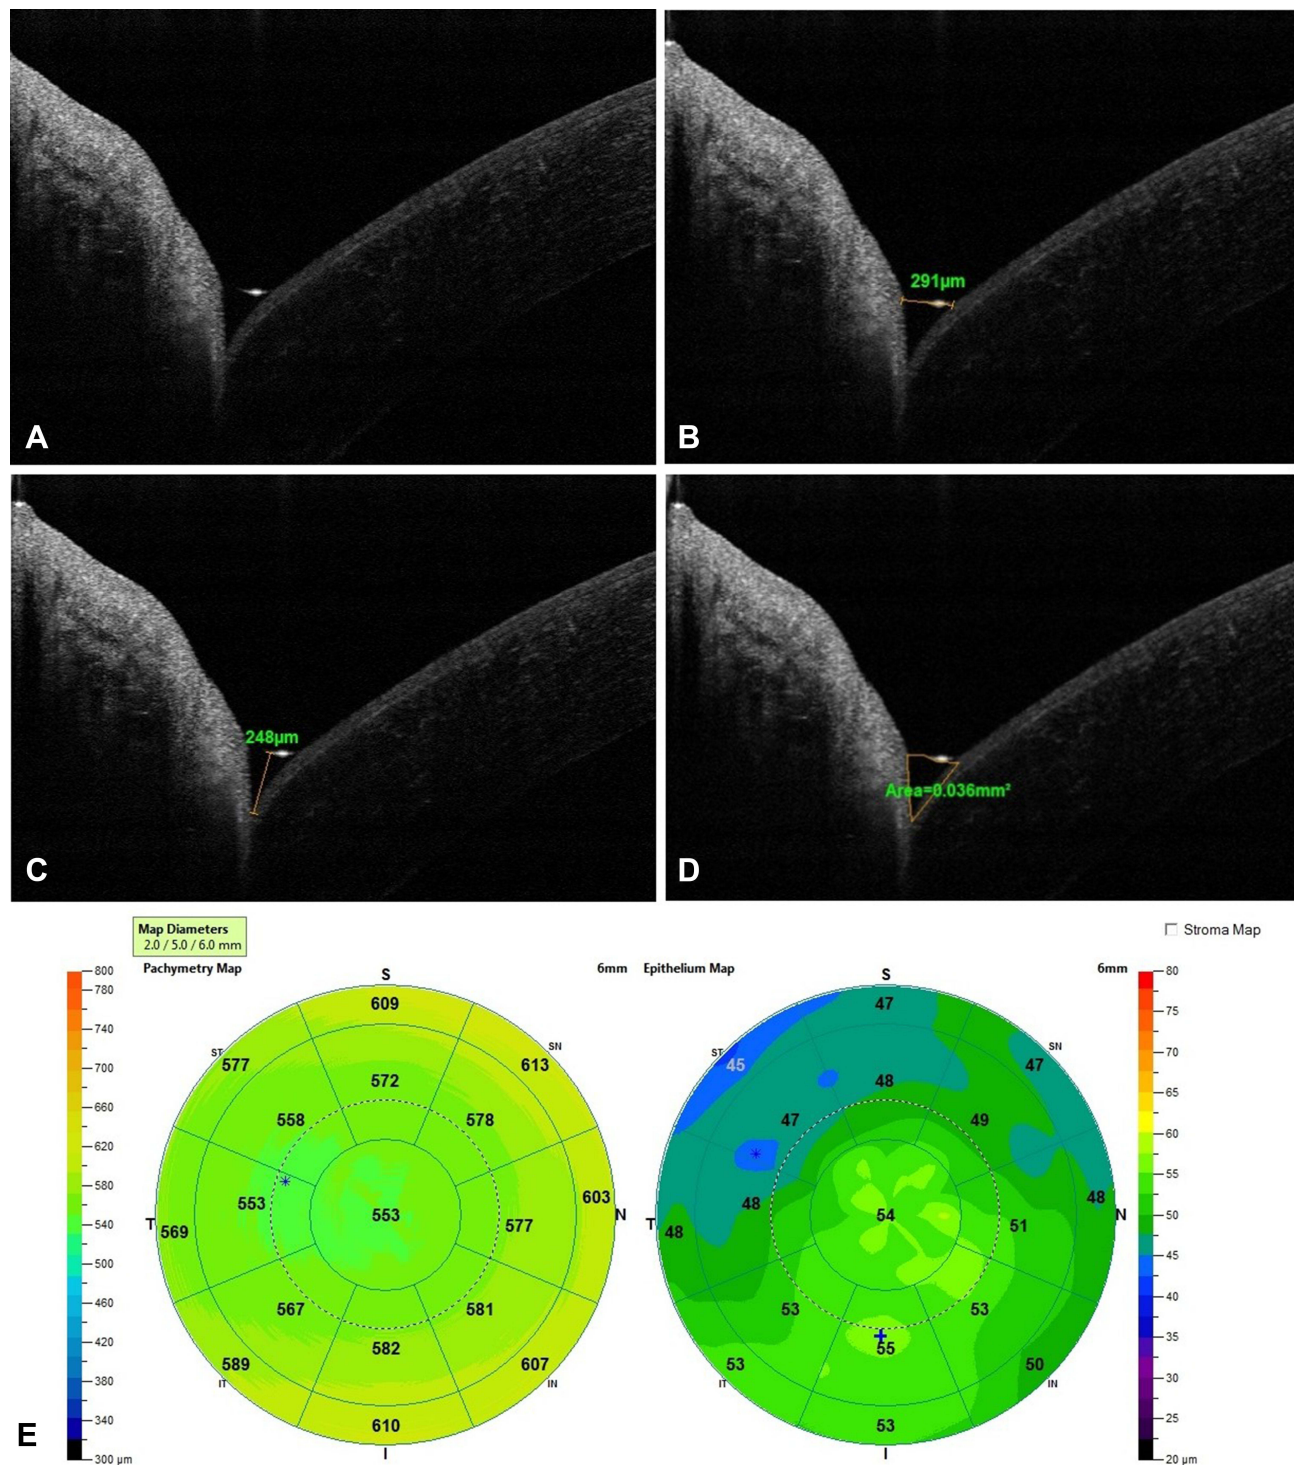 A
291µm
B
248µm
C
Area=0.036mm²
D
Map Diameters
2.0 / 5.0 / 6.0 mm
Stroma Map
Pachymetry Map
6mm
Epithelium Map
6mm
800
780
740
700
660
620
580
540
500
460
420
380
340
300 µm
S
609
ST
577
SN
613
572
558
578
553
553
577
603
T
569
N
567
581
582
589
607
IT
IN
610
I
S
47
ST
45
SN
47
48
47
49
48
54
51
48
T
48
N
53
53
55
53
50
IT
IN
53
I
80
75
70
65
60
55
50
45
40
35
30
25
20 µm
E